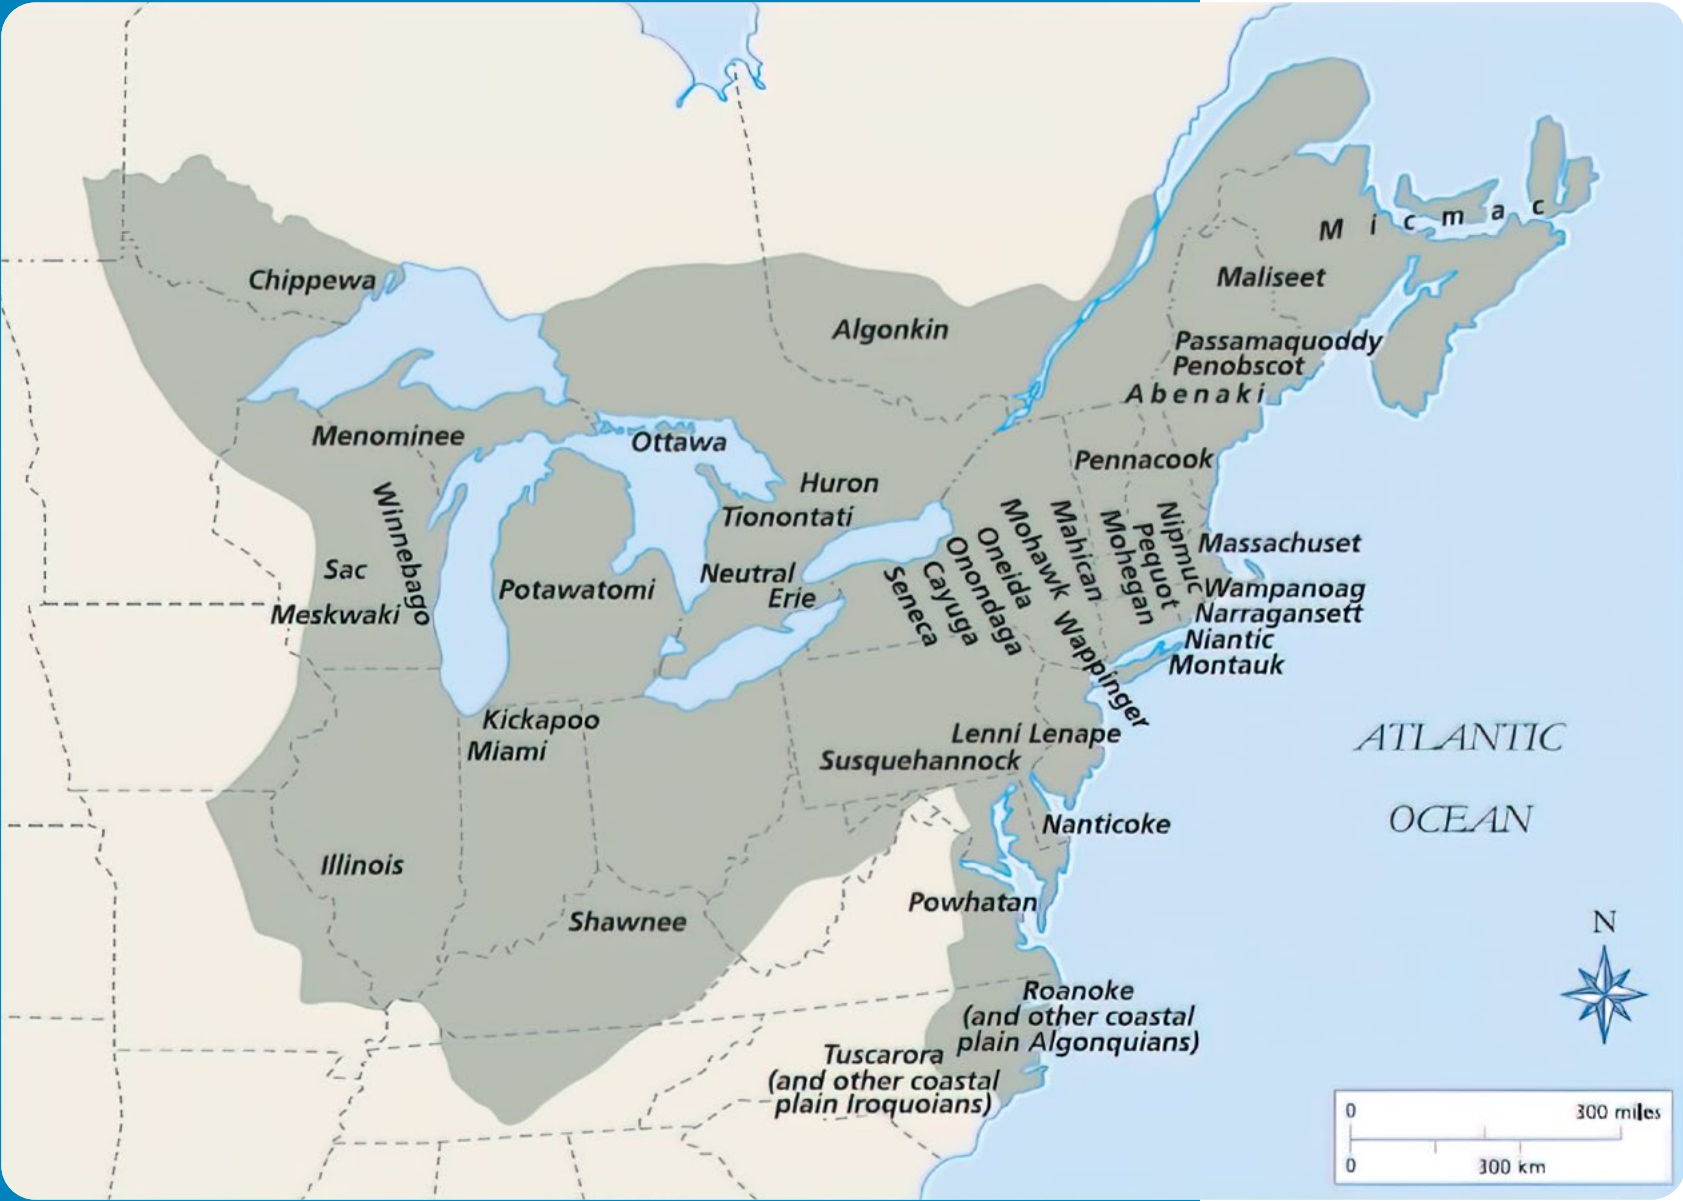 Micmac
Chippewa
Maliseet
Algonkin
Passamaquoddy
Penobscot
Abenaki
Menominee
Ottawa
Pennacook
Huron
Winnebago
Tionontati
Mohawk
Mahican
Mohegan
Pequot
Nipmuc
Oneida
Onondaga
Cayuga
Seneca
Massachuset
Sac
Neutral
Potawatomi
Wampanoag
Erie
Meskwaki
Narragansett
Niantic
Wappinger
Montauk
Kickapoo
Miami
Lenni Lenape
Susquehannock
ATLANTIC
OCEAN
Nanticoke
Illinois
Powhatan
Shawnee
N
Roanoke
(and other coastal
plain Algonquians)
Tuscarora
(and other coastal
plain Iroquoians)
0 300 miles
0 300 km